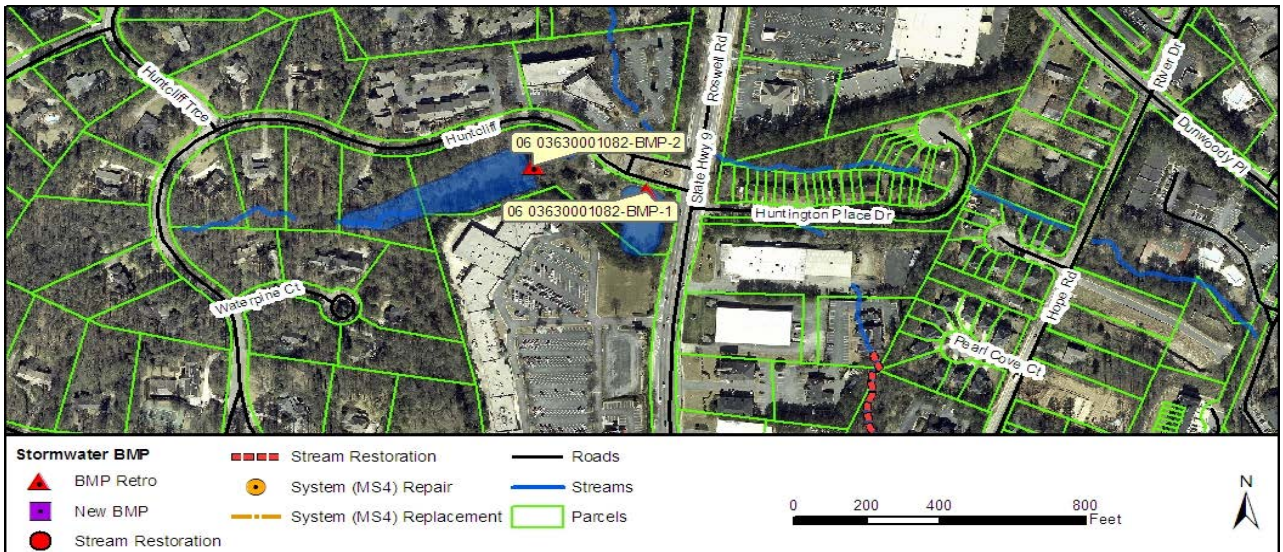 Huntcliff Trce
Huntcliff
06 03630001082-BMP-2
06 03630001082-BMP-1
State Hwy 9
Roswell Rd
Huntington Place Dr
River Dr
Dunwoody Pl
Hope Rd
Pearl Cove Ct
Waterpine Ct
Stormwater BMP
BMP Retro
New BMP
Stream Restoration
Stream Restoration
System (MS4) Repair
System (MS4) Replacement
Roads
Streams
Parcels
0 200 400 800
Feet
N